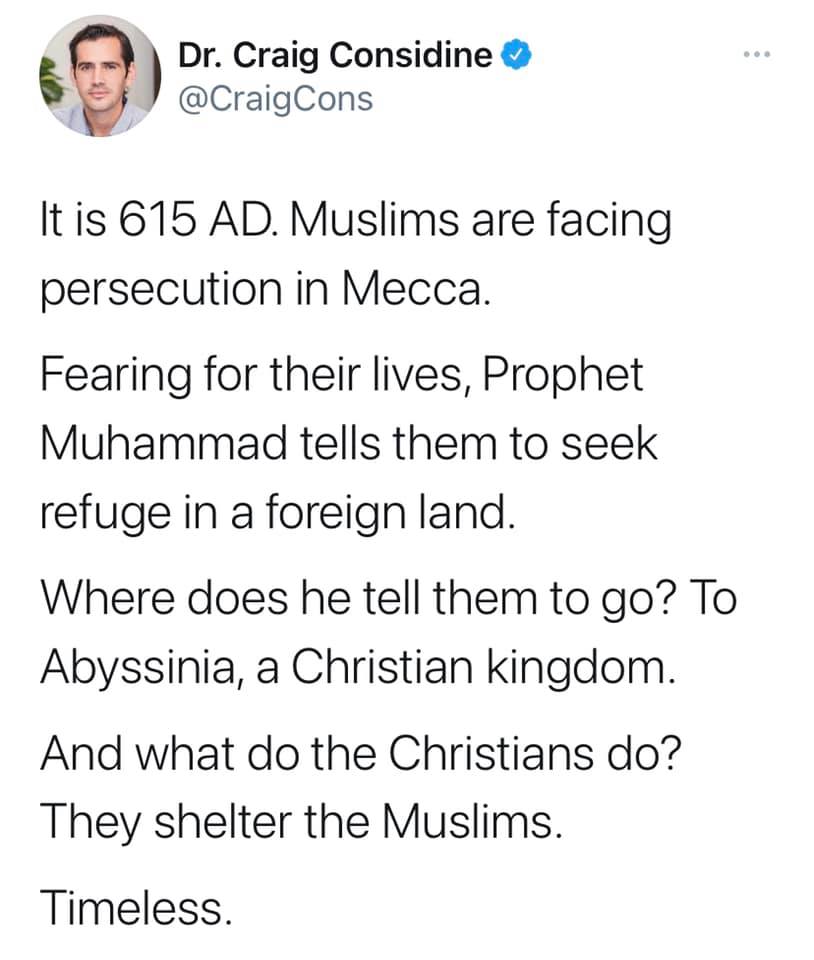 Dr. Craig Considine
@CraigCons
It is 615 AD. Muslims are facing
persecution in Mecca.
Fearing for their lives, Prophet
Muhammad tells them to seek
refuge in a foreign land.
Where does he tell them to go? To
Abyssinia, a Christian kingdom.
And what do the Christians do?
They shelter the Muslims.
Timeless.